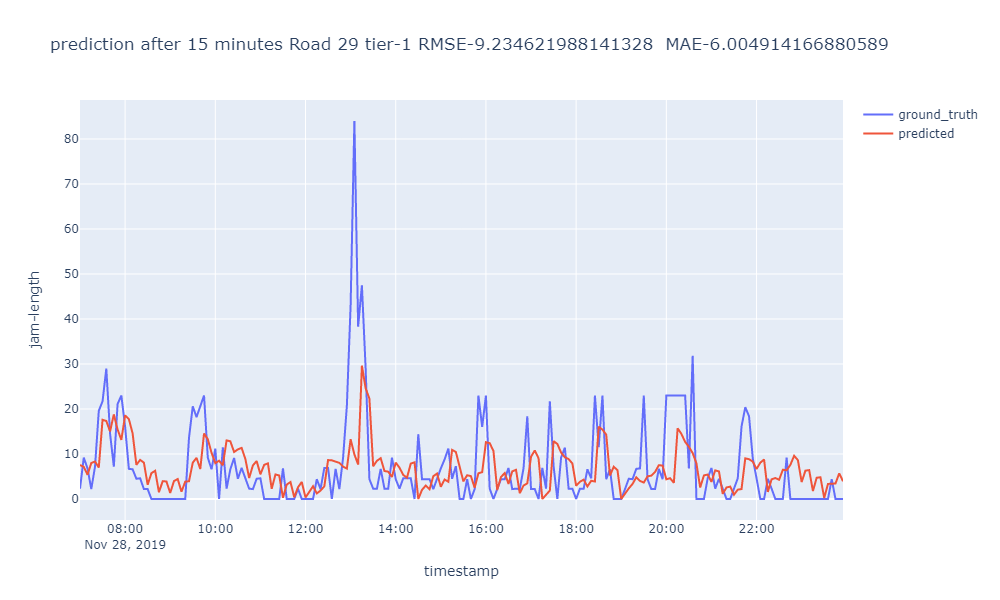 prediction after 15 minutes Road 29 tier-1 RMSE-9.234621988141328  MAE-6.004914166880589
ground_truth
predicted
80
70
60
50
40
30
20
10
0
jam-length
08:00 10:00 12:00 14:00 16:00 18:00 20:00 22:00
Nov 28, 2019
timestamp